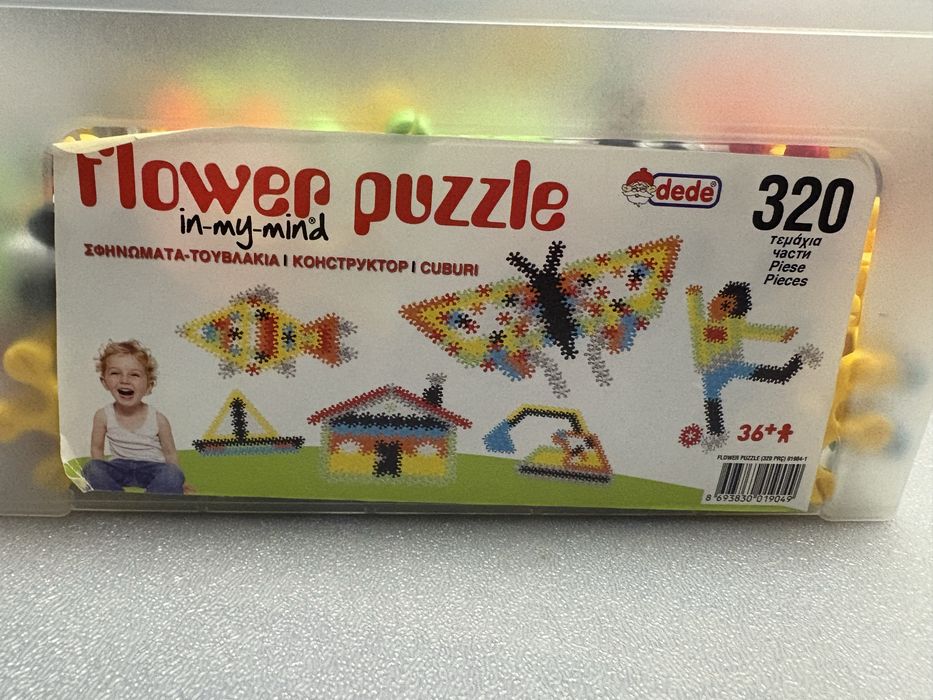 flower puzzle
in-my-mind®
ΣΦΗΝΩΜΑΤΑ-ΤΟΥΒΛΑΚΙΑ I КОНСТРУКТОР I CUBURI
dede®
320
τεμάχια
части
Piese
Pieces
36+
FLOWER PUZZLE (320 PRÇ) 01904-1
8 693830 019049